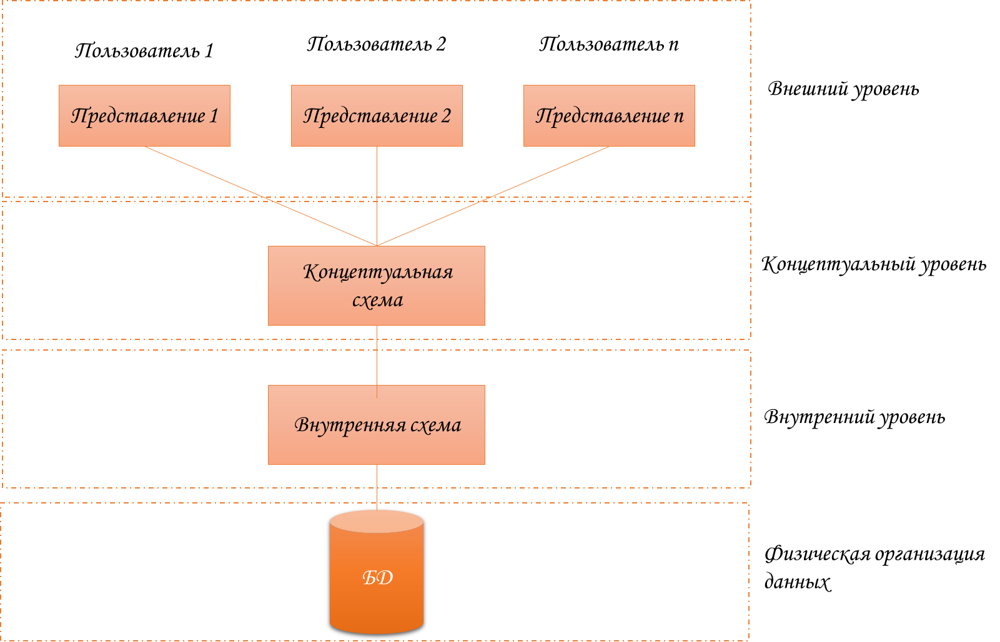 Пользователь 1
Пользователь 2
Пользователь n
Представление 1
Представление 2
Представление n
Внешний уровень
Концептуальная
схема
Концептуальный уровень
Внутренняя схема
Внутренний уровень
БД
Физическая организация
данных